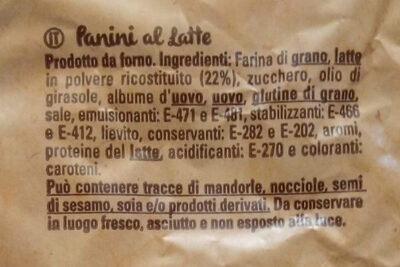 IT Panini al Latte
Prodotto da forno. Ingredienti: Farina di grano, latte
in polvere ricostituito (22%), zucchero, olio di
girasole, albume d'uovo, uovo, glutine di grano,
sale, emulsionanti: E-471 e E-481, stabilizzanti: E-466
e E-412, lievito, conservanti: E-282 e E-202, aromi,
proteine del latte, acidificanti: E-270 e coloranti:
caroteni.
Può contenere tracce di mandorle, nocciole, semi
di sesamo, soia e/o prodotti derivati. Da conservare
in luogo fresco, asciutto e non esposto alla luce.